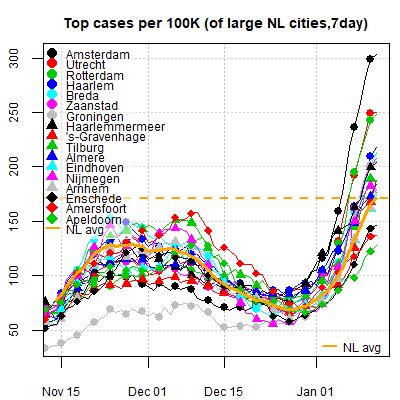 Top cases per 100K (of large NL cities,7day)
300
250
200
150
100
50
Amsterdam
Utrecht
Rotterdam
Haarlem
Breda
Zaanstad
Groningen
Haarlemmermeer
's-Gravenhage
Tilburg
Almere
Eindhoven
Nijmegen
Arnhem
Enschede
Amersfoort
Apeldoorn
NL avg
NL avg
Nov 15 Dec 01 Dec 15 Jan 01